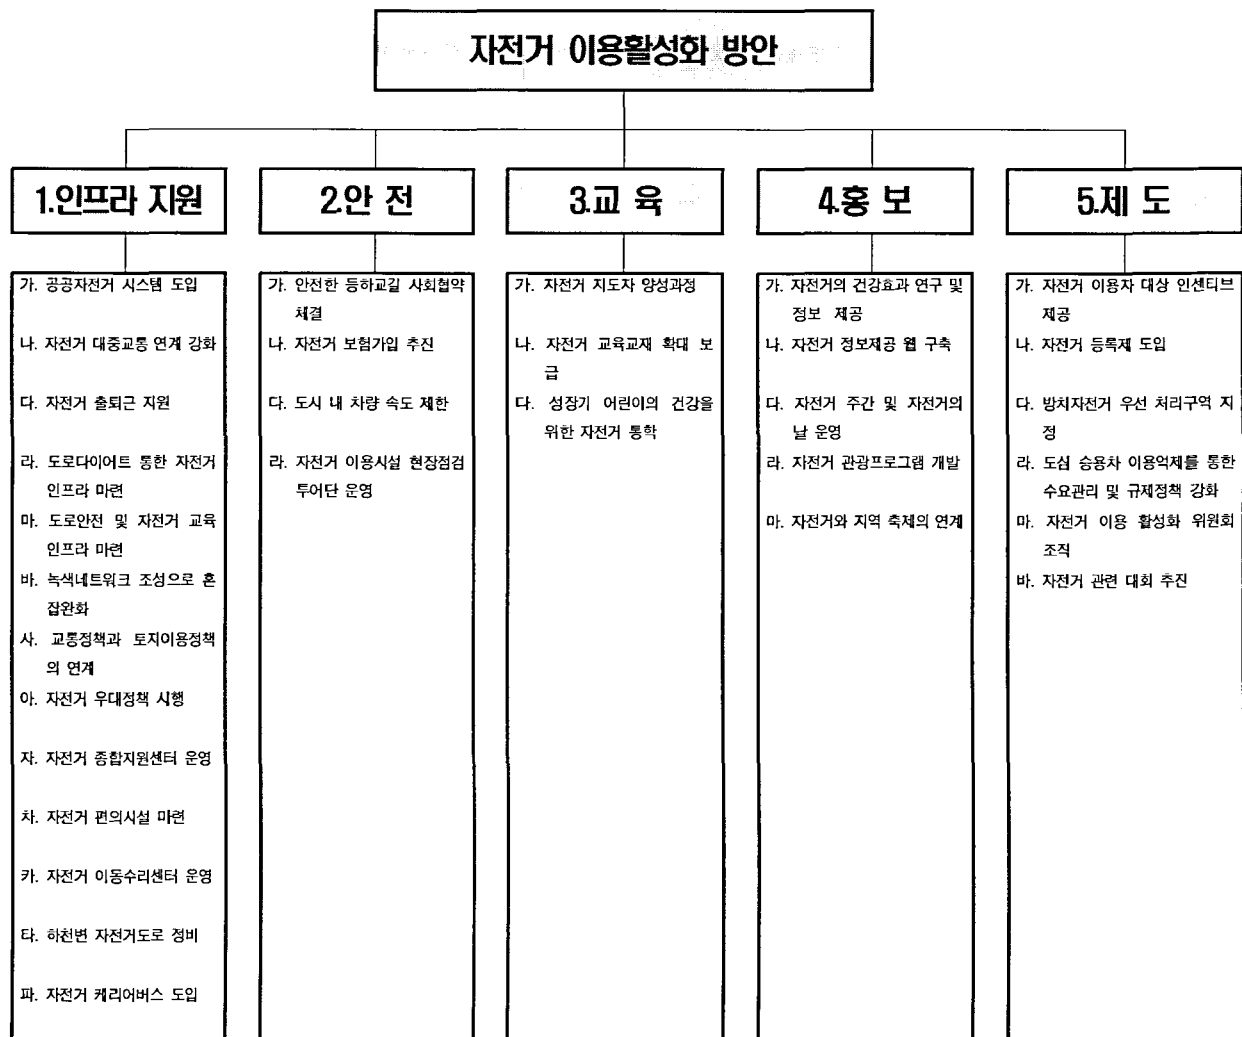 자전거 이용활성화 방안
1.인프라 지원
가. 공공자전거 시스템 도입
나. 자전거 대중교통 연계 강화
다. 자전거 출퇴근 지원
라. 도로다이어트 통한 자전거
인프라 마련
마. 도로안전 및 자전거 교육
인프라 마련
바. 녹색네트워크 조성으로 혼
잡완화
사. 교통정책과 토지이용정책
의 연계
아. 자전거 우대정책 시행
자. 자전거 종합지원센터 운영
차. 자전거 편의시설 마련
카. 자전거 이동수리센터 운영
타. 하천변 자전거도로 정비
파. 자전거 케리어버스 도입
2.안 전
가. 안전한 등하교길 사회협약
체결
나. 자전거 보험가입 추진
다. 도시 내 차량 속도 제한
라. 자전거 이용시설 현장점검
투어단 운영
3.교 육
가. 자전거 지도자 양성과정
나. 자전거 교육교재 확대 보
급
다. 성장기 어린이의 건강을
위한 자전거 통학
4.홍 보
가. 자전거의 건강효과 연구 및
정보 제공
나. 자전거 정보제공 웹 구축
다. 자전거 주간 및 자전거의
날 운영
라. 자전거 관광프로그램 개발
마. 자전거와 지역 축제의 연계
5.제 도
가. 자전거 이용자 대상 인센티브
제공
나. 자전거 등록제 도입
다. 방치자전거 우선 처리구역 지
정
라. 도심 승용차 이용억제를 통한
수요관리 및 규제정책 강화
마. 자전거 이용 활성화 위원회
조직
바. 자전거 관련 대회 추진